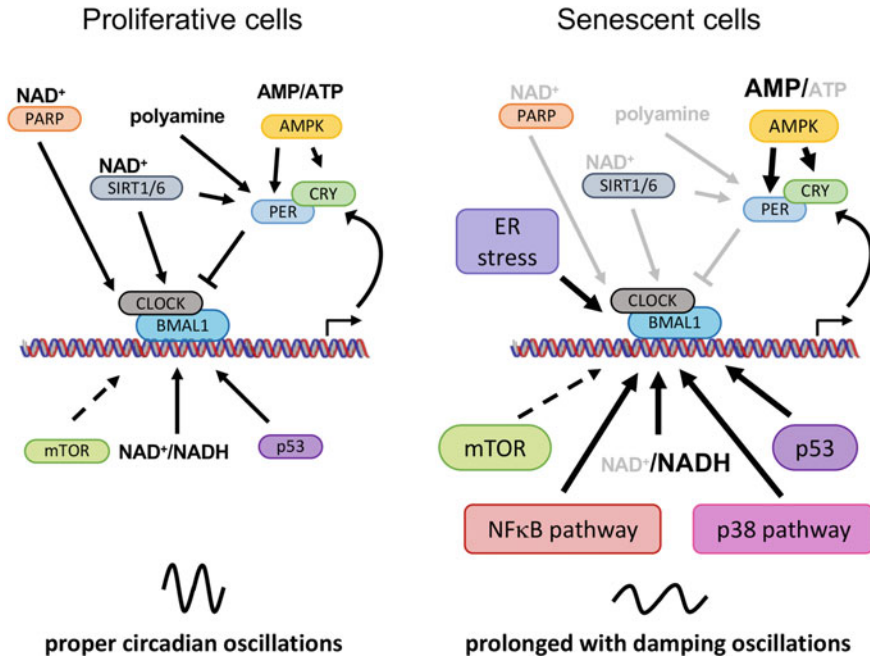 Proliferative cells
NAD⁺
PARP
AMP/ATP
polyamine
AMPK
NAD⁺
SIRT1/6
CRY
PER
CLOCK
BMAL1
mTOR
NAD⁺/NADH
p53
proper circadian oscillations
Senescent cells
NAD⁺
PARP
AMP/ATP
polyamine
AMPK
NAD⁺
SIRT1/6
CRY
PER
ER
stress
CLOCK
BMAL1
mTOR
NAD⁺/NADH
p53
NFκB pathway
p38 pathway
prolonged with damping oscillations